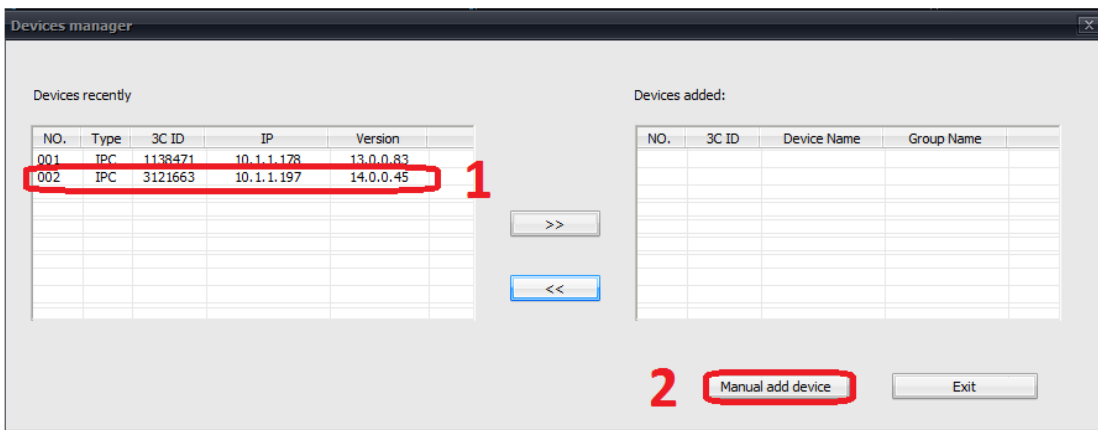 Devices manager
Devices recently
Devices added:
NO. Type 3C ID IP Version
001 IPC 1138471 10.1.1.178 13.0.0.83
002 IPC 3121663 10.1.1.197 14.0.0.45
1
NO. 3C ID Device Name Group Name
>>
<<
2
Manual add device
Exit